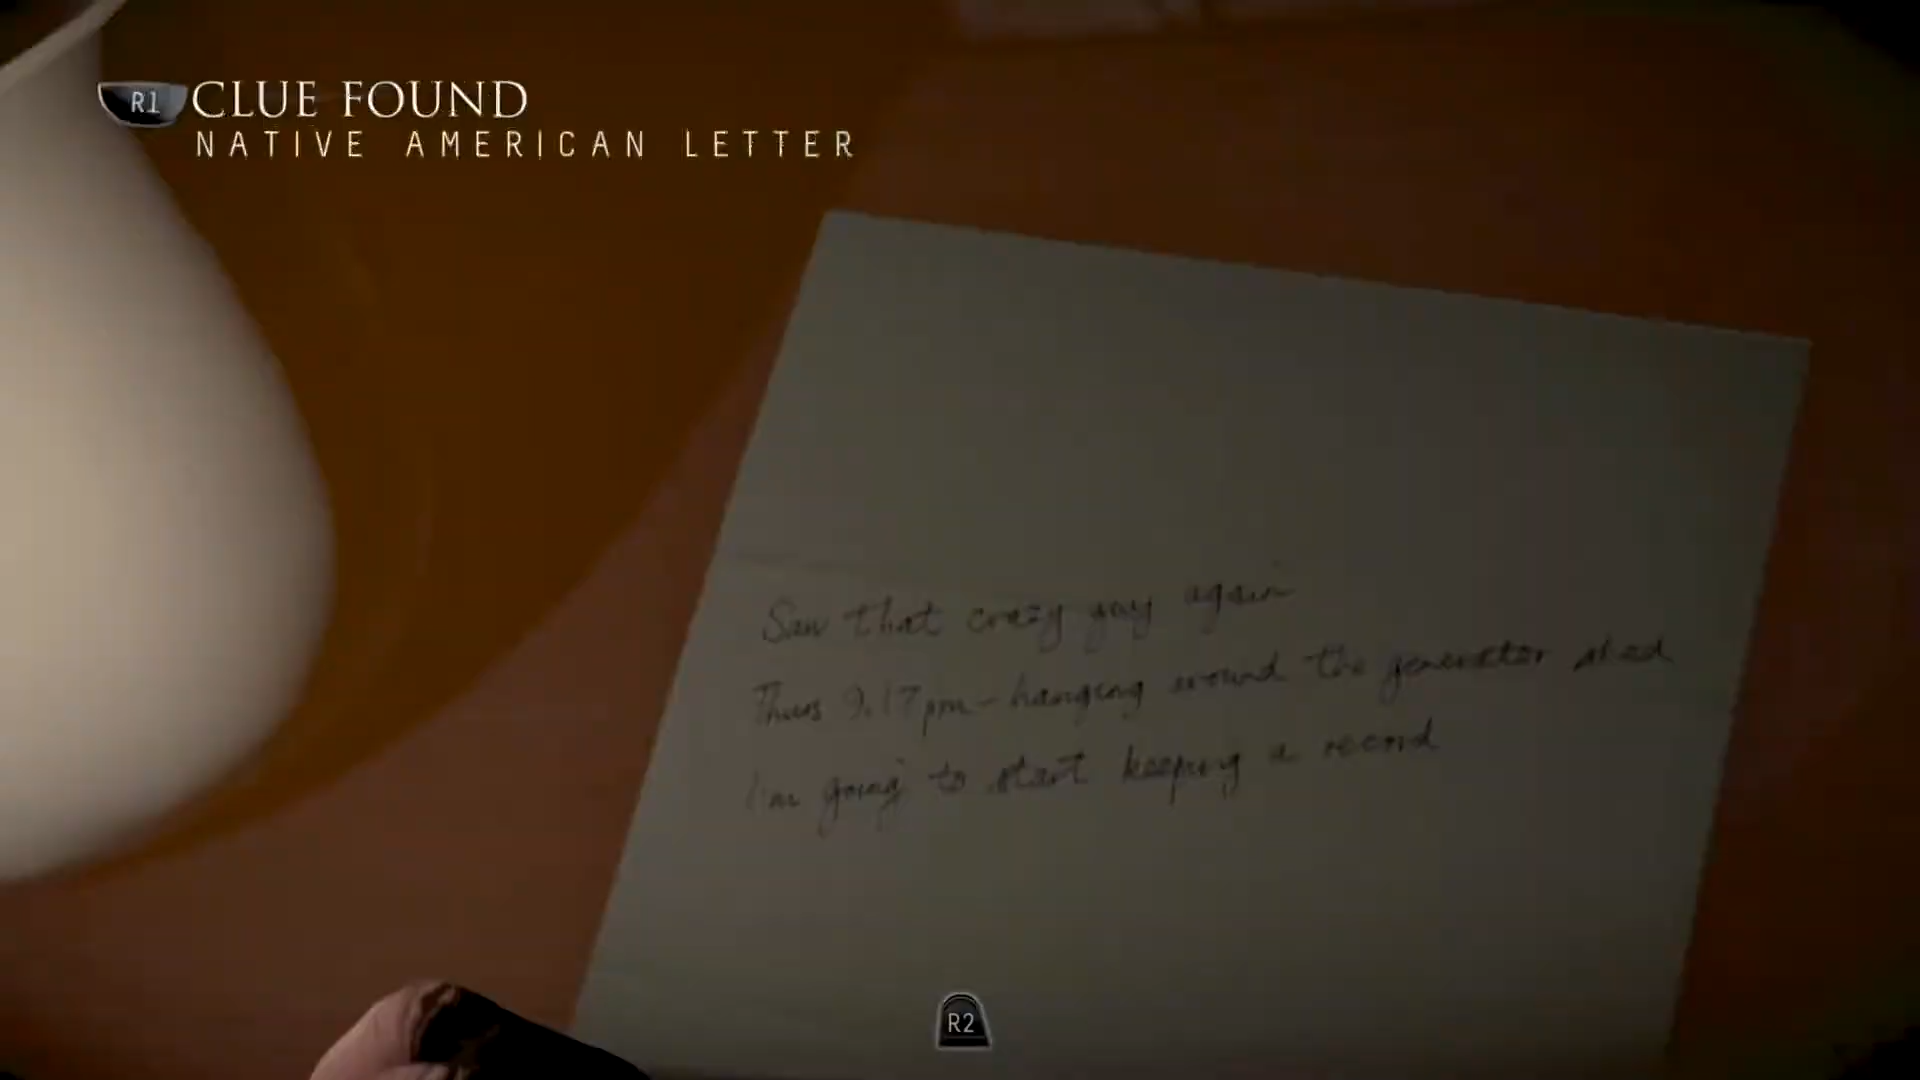 R1 CLUE FOUND
NATIVE AMERICAN LETTER
Saw that crazy guy again
Thurs 9.17pm - hanging around the generator shed
I'm going to start keeping a record
R2